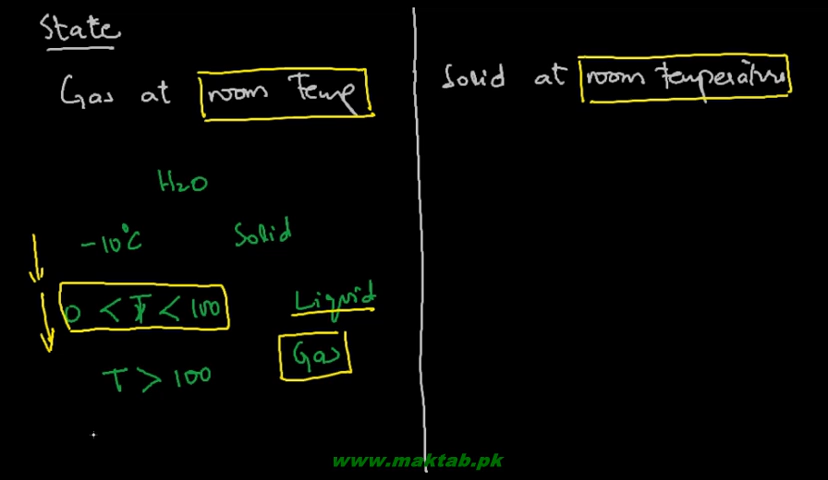 State
Gas at room Temp
Solid at room temperature
H₂O
-10°C Solid
0 < T < 100 Liquid
Gas
T > 100
www.maktab.pk